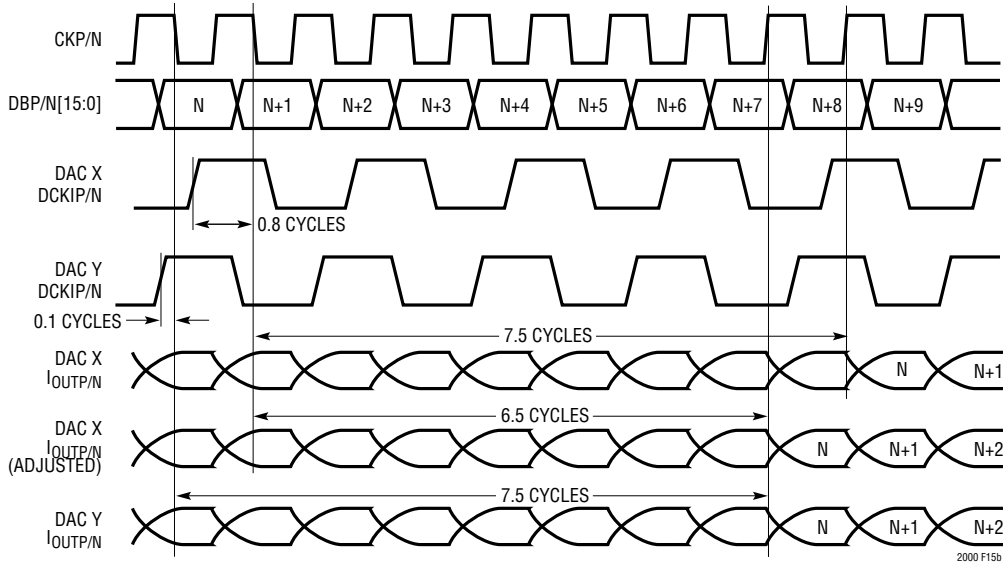 CKP/N
DBP/N[15:0]
N
N+1
N+2
N+3
N+4
N+5
N+6
N+7
N+8
N+9
DAC X
DCKIP/N
0.8 CYCLES
DAC Y
DCKIP/N
0.1 CYCLES
7.5 CYCLES
DAC X
IOUTP/N
N
N+1
6.5 CYCLES
DAC X
IOUTP/N
(ADJUSTED)
N
N+1
N+2
7.5 CYCLES
DAC Y
IOUTP/N
N
N+1
N+2
2000 F15b